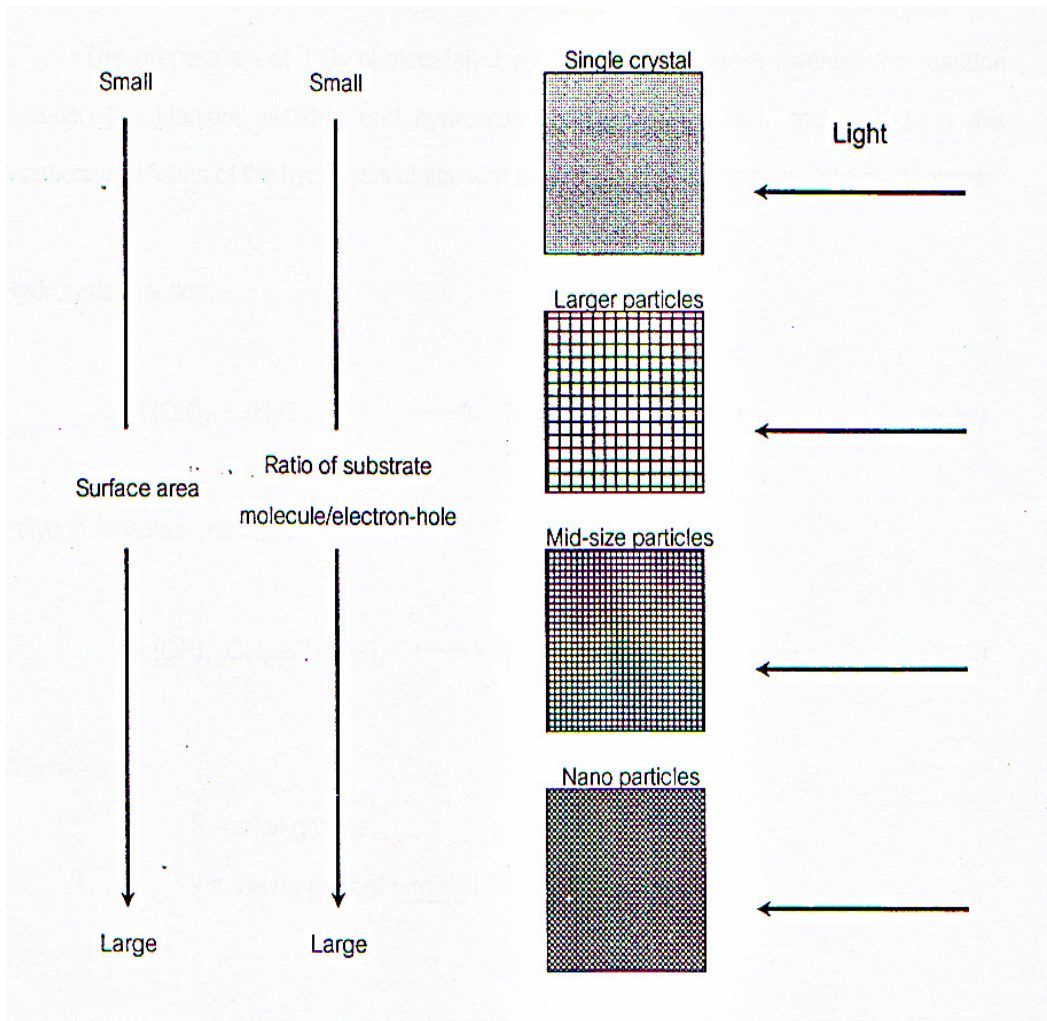 Small
Small
Single crystal
Light
Larger particles
Surface area
Ratio of substrate
molecule/electron-hole
Mid-size particles
Nano particles
Large
Large